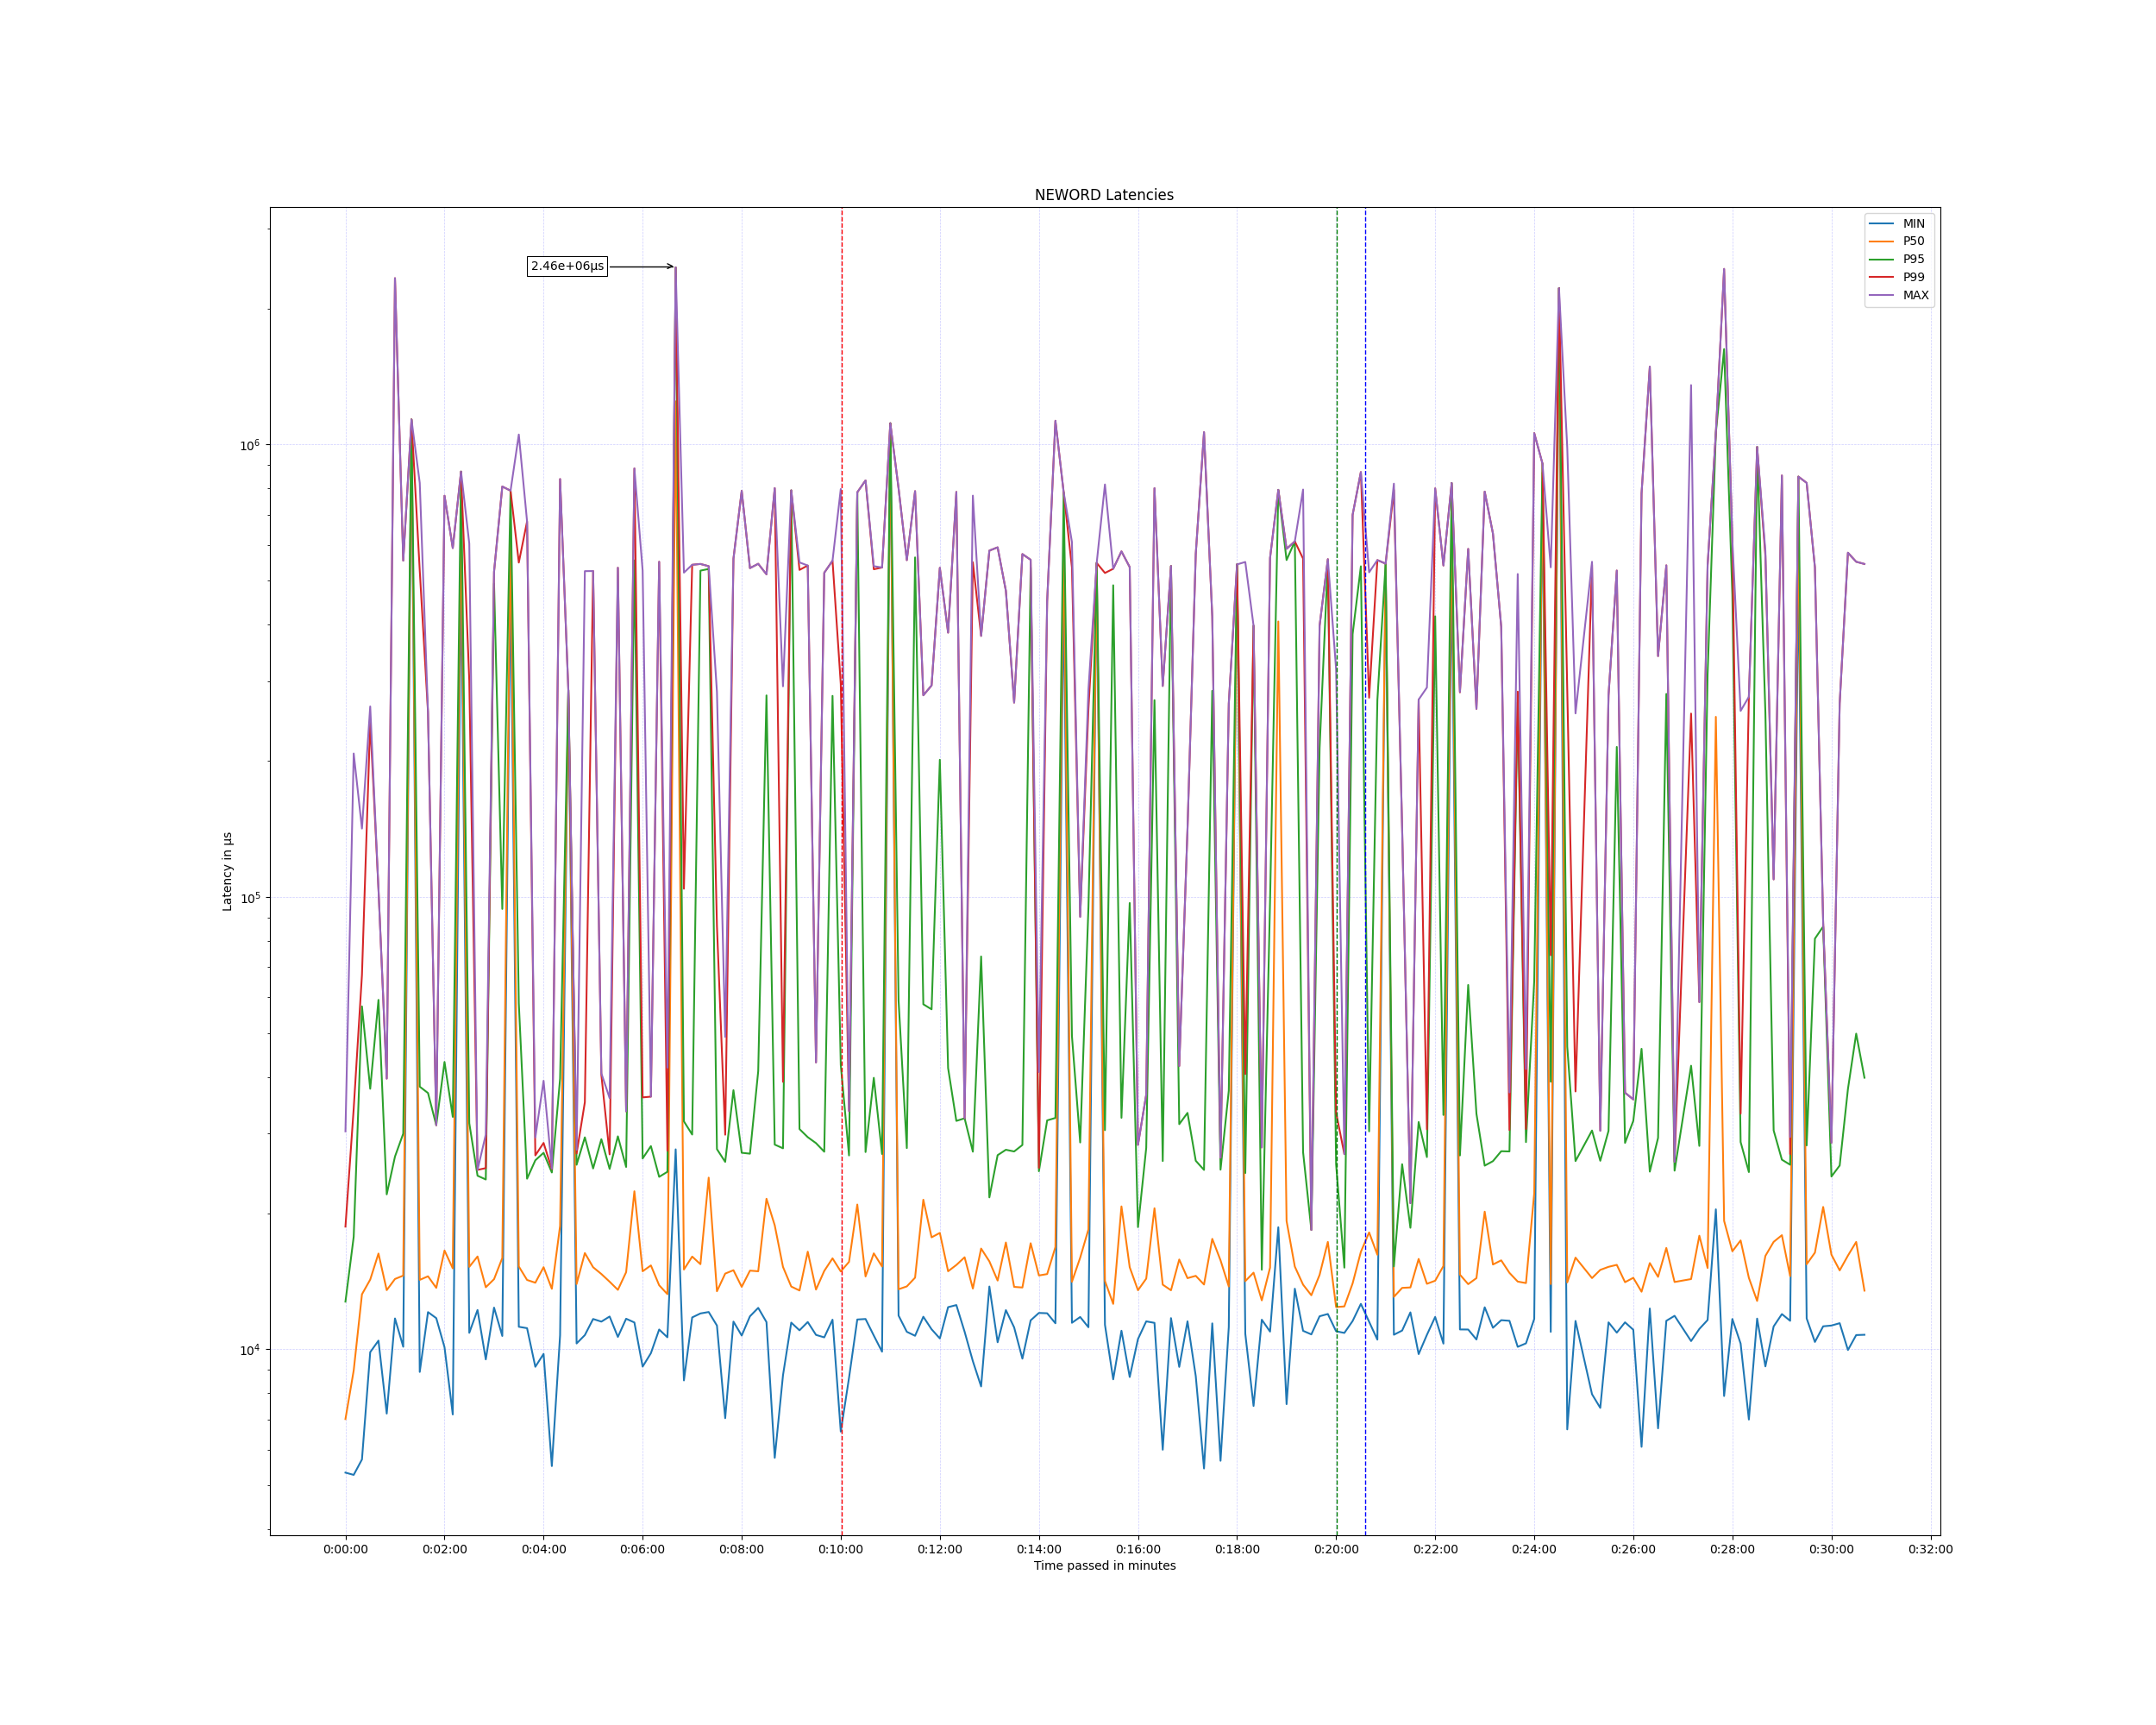 NEWORD Latencies
2.46e+06µs
MIN
P50
P95
P99
MAX
10⁶
10⁵
10⁴
Latency in µs
0:00:00 0:02:00 0:04:00 0:06:00 0:08:00 0:10:00 0:12:00 0:14:00 0:16:00 0:18:00 0:20:00 0:22:00 0:24:00 0:26:00 0:28:00 0:30:00 0:32:00
Time passed in minutes